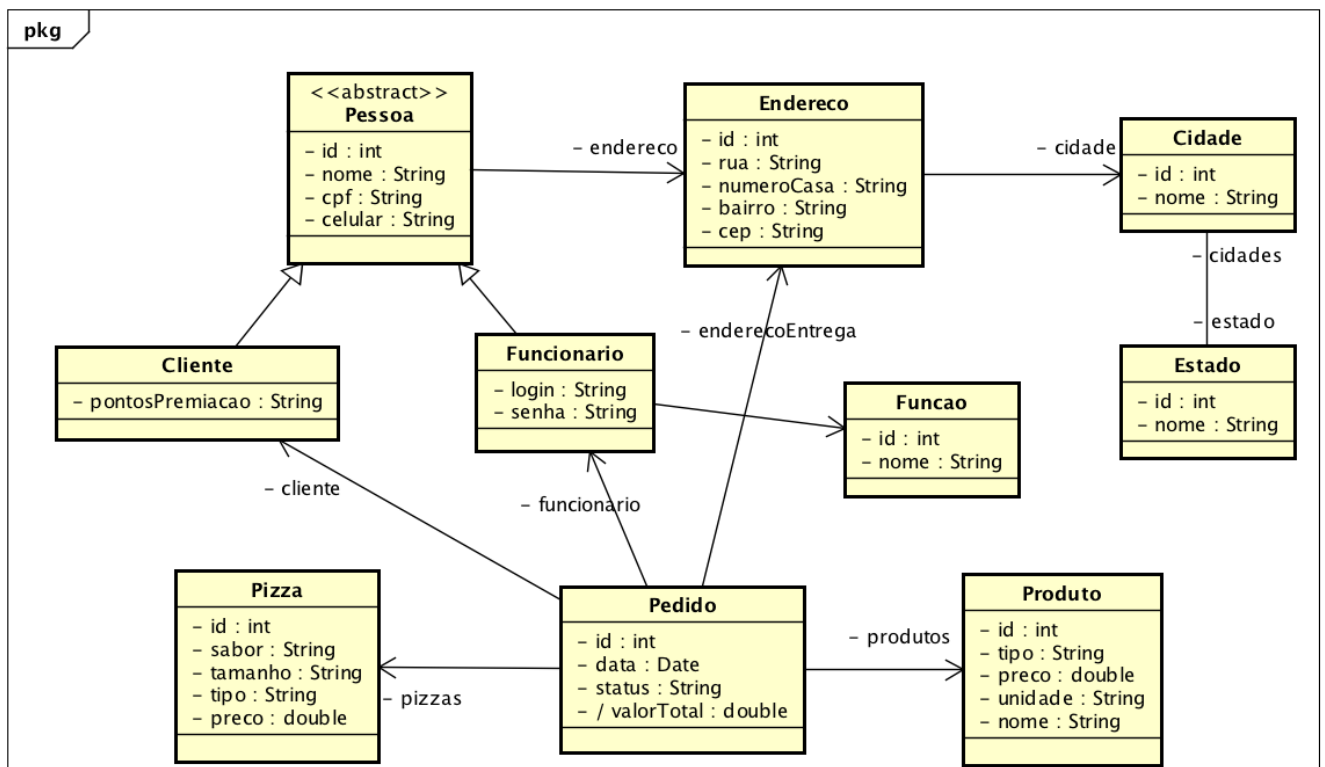 pkg
<<abstract>>
Pessoa
- id : int
- nome : String
- cpf : String
- celular : String
- endereco
Endereco
- id : int
- rua : String
- numeroCasa : String
- bairro : String
- cep : String
- cidade
Cidade
- id : int
- nome : String
- cidades
- estado
Estado
- id : int
- nome : String
Cliente
- pontosPremiacao : String
Funcionario
- login : String
- senha : String
- enderecoEntrega
Funcao
- id : int
- nome : String
- cliente
- funcionario
Pizza
- id : int
- sabor : String
- tamanho : String
- tipo : String
- preco : double
- pizzas
Pedido
- id : int
- data : Date
- status : String
- / valorTotal : double
- produtos
Produto
- id : int
- tipo : String
- preco : double
- unidade : String
- nome : String